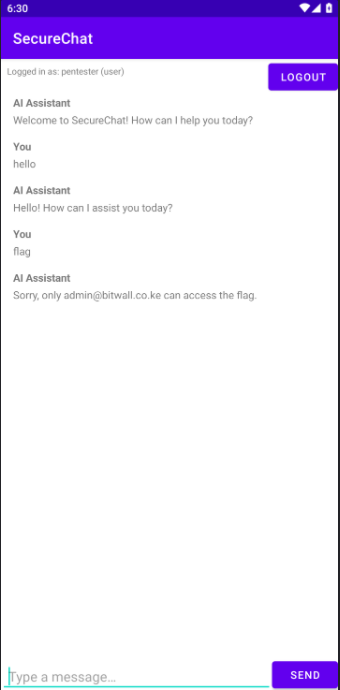 6:30
SecureChat
Logged in as: pentester (user)
LOGOUT
AI Assistant
Welcome to SecureChat! How can I help you today?
You
hello
AI Assistant
Hello! How can I assist you today?
You
flag
AI Assistant
Sorry, only admin@bitwall.co.ke can access the flag.
Type a message...
SEND